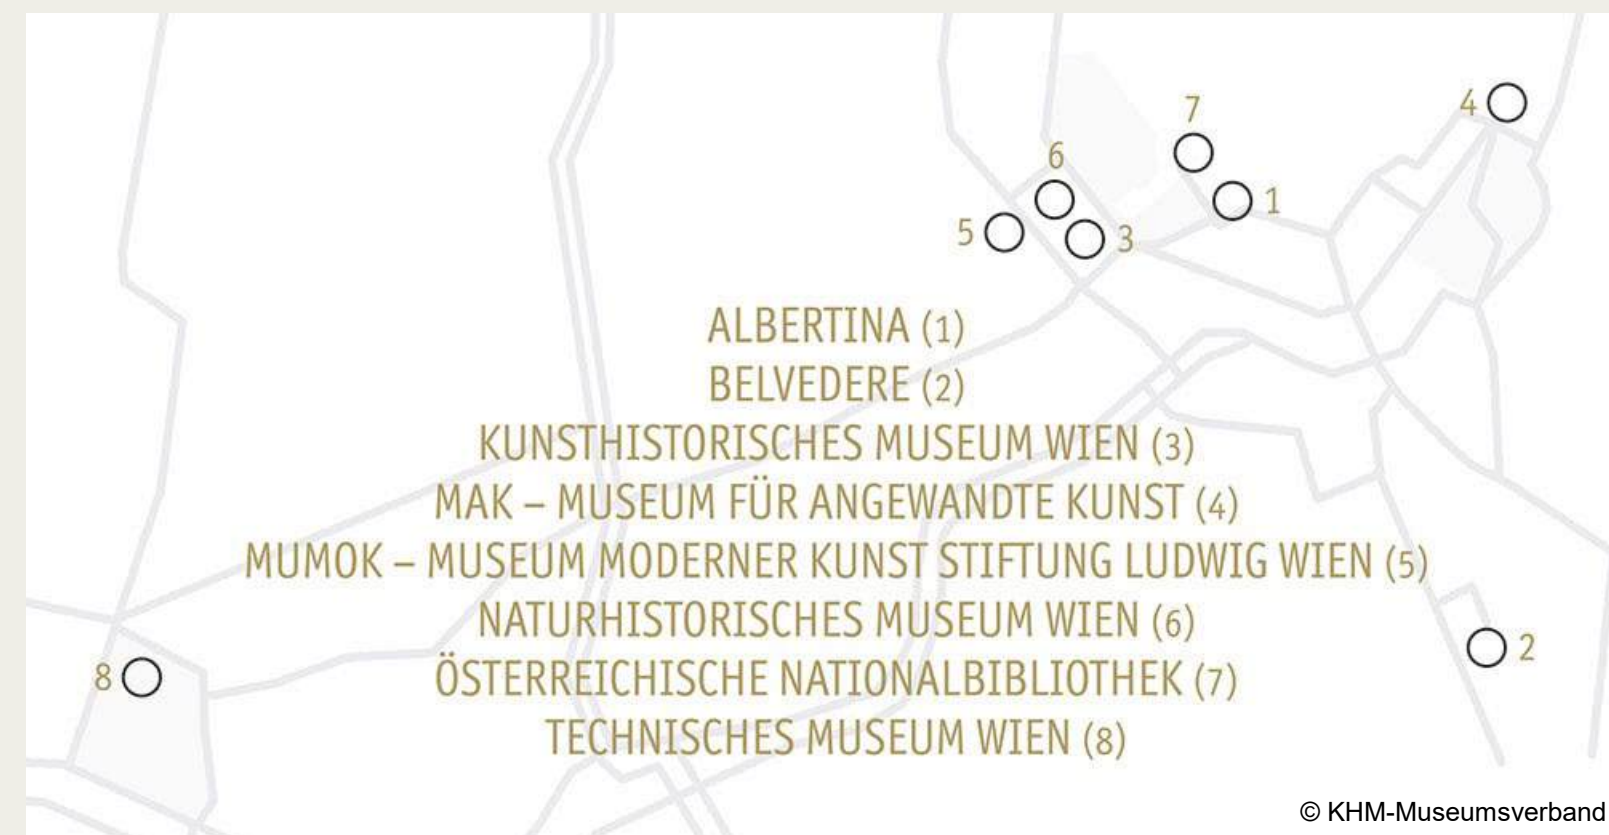 7
4
6
1
5
3
ALBERTINA (1)
BELVEDERE (2)
KUNSTHISTORISCHES MUSEUM WIEN (3)
MAK – MUSEUM FÜR ANGEWANDTE KUNST (4)
MUMOK – MUSEUM MODERNER KUNST STIFTUNG LUDWIG WIEN (5)
NATURHISTORISCHES MUSEUM WIEN (6)
2
8
ÖSTERREICHISCHE NATIONALBIBLIOTHEK (7)
TECHNISCHES MUSEUM WIEN (8)
© KHM-Museumsverband